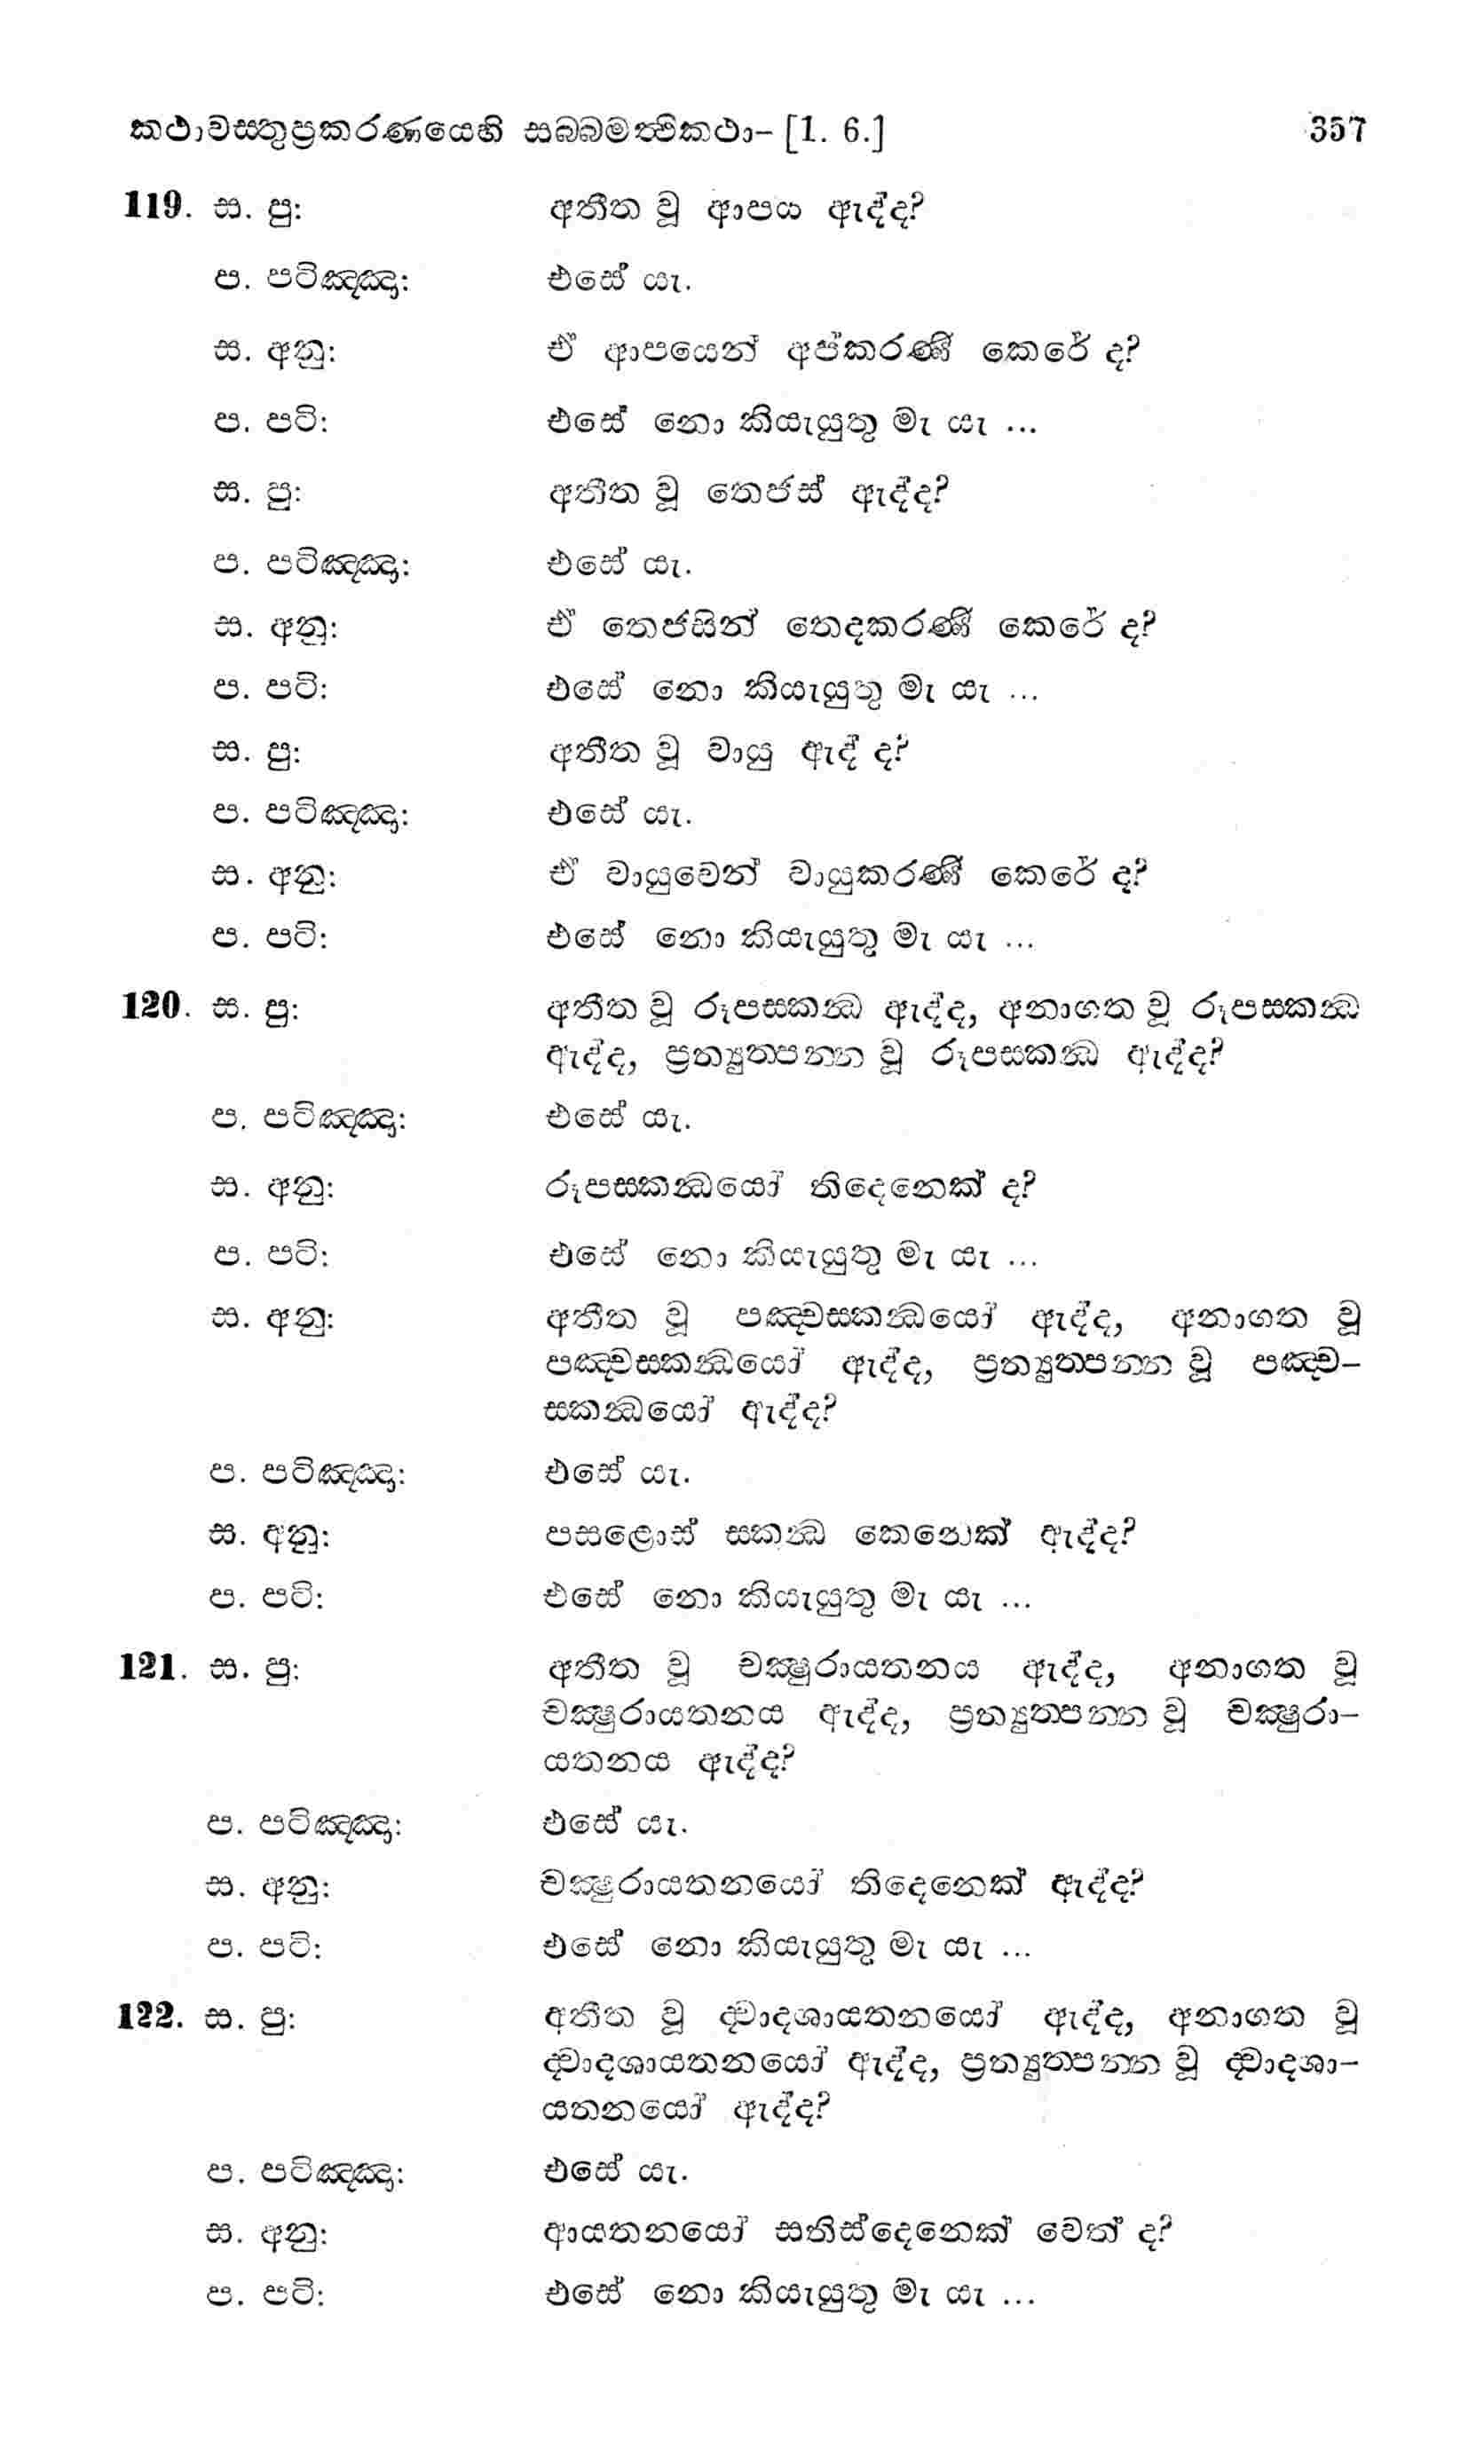 කථාවස්තුප්‍රකරණයෙහි සබ්බමත්ථිකථා- [1. 6.] 357
119. ස. පු: අතීත වූ ආපය ඇද්ද?
ප. පටිඤ්ඤා: එසේ යැ.
ස. අනු: ඒ ආපයෙන් අප්කරණී කෙරේ ද?
ප. පටි: එසේ නො කියැයුතු මැ යැ ...
ස. පු: අතීත වූ තෙජස් ඇද්ද?
ප. පටිඤ්ඤා: එසේ යැ.
ස. අනු: ඒ තෙජසින් තෙදකරණී කෙරේ ද?
ප. පටි: එසේ නො කියැයුතු මැ යැ ...
ස. පු: අතීත වූ වායු ඇද් ද?
ප. පටිඤ්ඤා: එසේ යැ.
ස. අනු: ඒ වායුවෙන් වායුකරණී කෙරේ ද?
ප. පටි: එසේ නො කියැයුතු මැ යැ ...
120. ස. පු: අතීත වූ රූපස්කන්ධ ඇද්ද, අනාගත වූ රූපස්කන්ධ
ඇද්ද, ප්‍රත්‍යුත්පන්න වූ රූපස්කන්ධ ඇද්ද?
ප. පටිඤ්ඤා: එසේ යැ.
ස. අනු: රූපස්කන්ධයෝ තිදෙනෙක් ද?
ප. පටි: එසේ නො කියැයුතු මැ යැ ...
ස. අනු: අතීත වූ පඤ්චස්කන්ධයෝ ඇද්ද, අනාගත වූ
පඤ්චස්කන්ධයෝ ඇද්ද, ප්‍රත්‍යුත්පන්න වූ පඤ්ච-
ස්කන්ධයෝ ඇද්ද?
ප. පටිඤ්ඤා: එසේ යැ.
ස. අනු: පසළොස් ස්කන්ධ කෙනෙක් ඇද්ද?
ප. පටි: එසේ නො කියැයුතු මැ යැ ...
121. ස. පු: අතීත වූ චක්ෂුරායතනය ඇද්ද, අනාගත වූ
චක්ෂුරායතනය ඇද්ද, ප්‍රත්‍යුත්පන්න වූ චක්ෂුරා-
යතනය ඇද්ද?
ප. පටිඤ්ඤා: එසේ යැ.
ස. අනු: චක්ෂුරායතනයෝ තිදෙනෙක් ඇද්ද?
ප. පටි: එසේ නො කියැයුතු මැ යැ ...
122. ස. පු: අතීත වූ ද්වාදශායතනයෝ ඇද්ද, අනාගත වූ
ද්වාදශායතනයෝ ඇද්ද, ප්‍රත්‍යුත්පන්න වූ ද්වාදශා-
යතනයෝ ඇද්ද?
ප. පටිඤ්ඤා: එසේ යැ.
ස. අනු: ආයතනයෝ සතිස්දෙනෙක් වෙත් ද?
ප. පටි: එසේ නො කියැයුතු මැ යැ ...